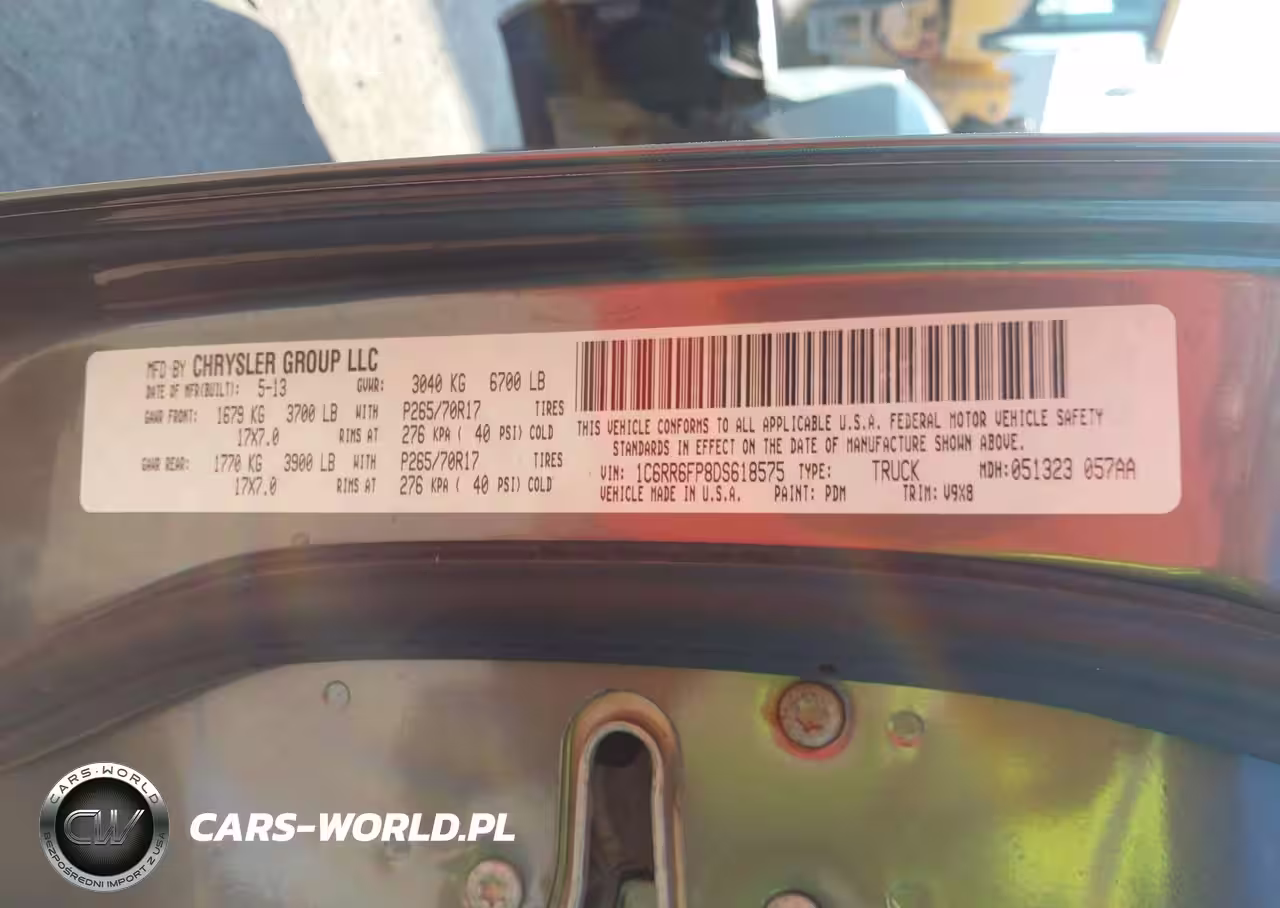 MFD BY CHRYSLER GROUP LLC
DATE OF MFR(BUILT): 5-13 GVWR: 3040 KG 6700 LB
GAWR FRONT: 1679 KG 3700 LB WITH P265/70R17 TIRES
17X7.0 RIMS AT 276 KPA ( 40 PSI) COLD
GAWR REAR: 1770 KG 3900 LB WITH P265/70R17 TIRES
17X7.0 RIMS AT 276 KPA ( 40 PSI) COLD
THIS VEHICLE CONFORMS TO ALL APPLICABLE U.S.A. FEDERAL MOTOR VEHICLE SAFETY
STANDARDS IN EFFECT ON THE DATE OF MANUFACTURE SHOWN ABOVE.
VIN: 1C6RR6FP8DS618575 TYPE: TRUCK MDH: 051323 057AA
VEHICLE MADE IN U.S.A. PAINT: PDM TRIM: V9X8
CARS-WORLD
CW
BEZPOŚREDNI IMPORT Z USA
CARS-WORLD.PL